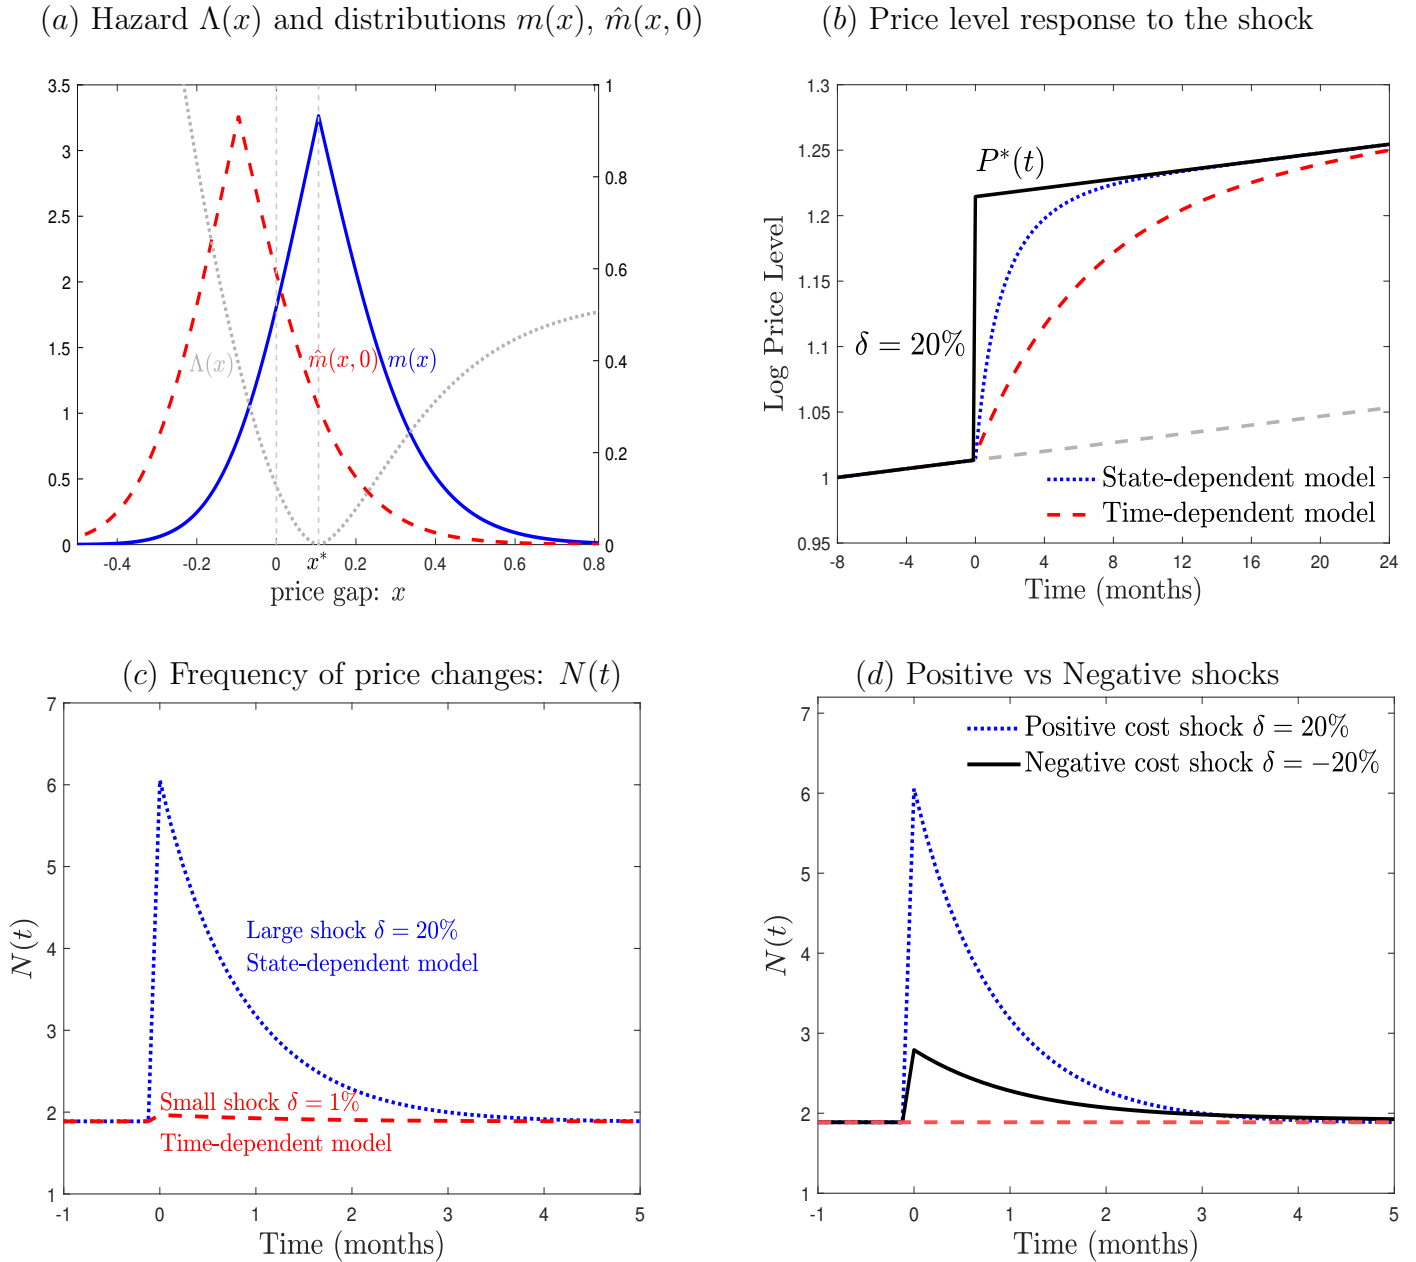 (a) Hazard Λ(x) and distributions m(x), m̂(x, 0)
3.5
3
2.5
2
1.5
1
0.5
0
1
0.8
0.6
0.4
0.2
0
Λ(x)
m̂(x, 0)
m(x)
-0.4
-0.2
0
x*
0.2
0.4
0.6
0.8
price gap: x
(b) Price level response to the shock
Log Price Level
1.3
1.25
1.2
1.15
1.1
1.05
1
0.95
P*(t)
δ = 20%
State-dependent model
Time-dependent model
-8
-4
0
4
8
12
16
20
24
Time (months)
(c) Frequency of price changes: N(t)
N(t)
7
6
5
4
3
2
1
Large shock δ = 20%
State-dependent model
Small shock δ = 1%
Time-dependent model
-1
0
1
2
3
4
5
Time (months)
(d) Positive vs Negative shocks
N(t)
7
6
5
4
3
2
1
Positive cost shock δ = 20%
Negative cost shock δ = −20%
-1
0
1
2
3
4
5
Time (months)